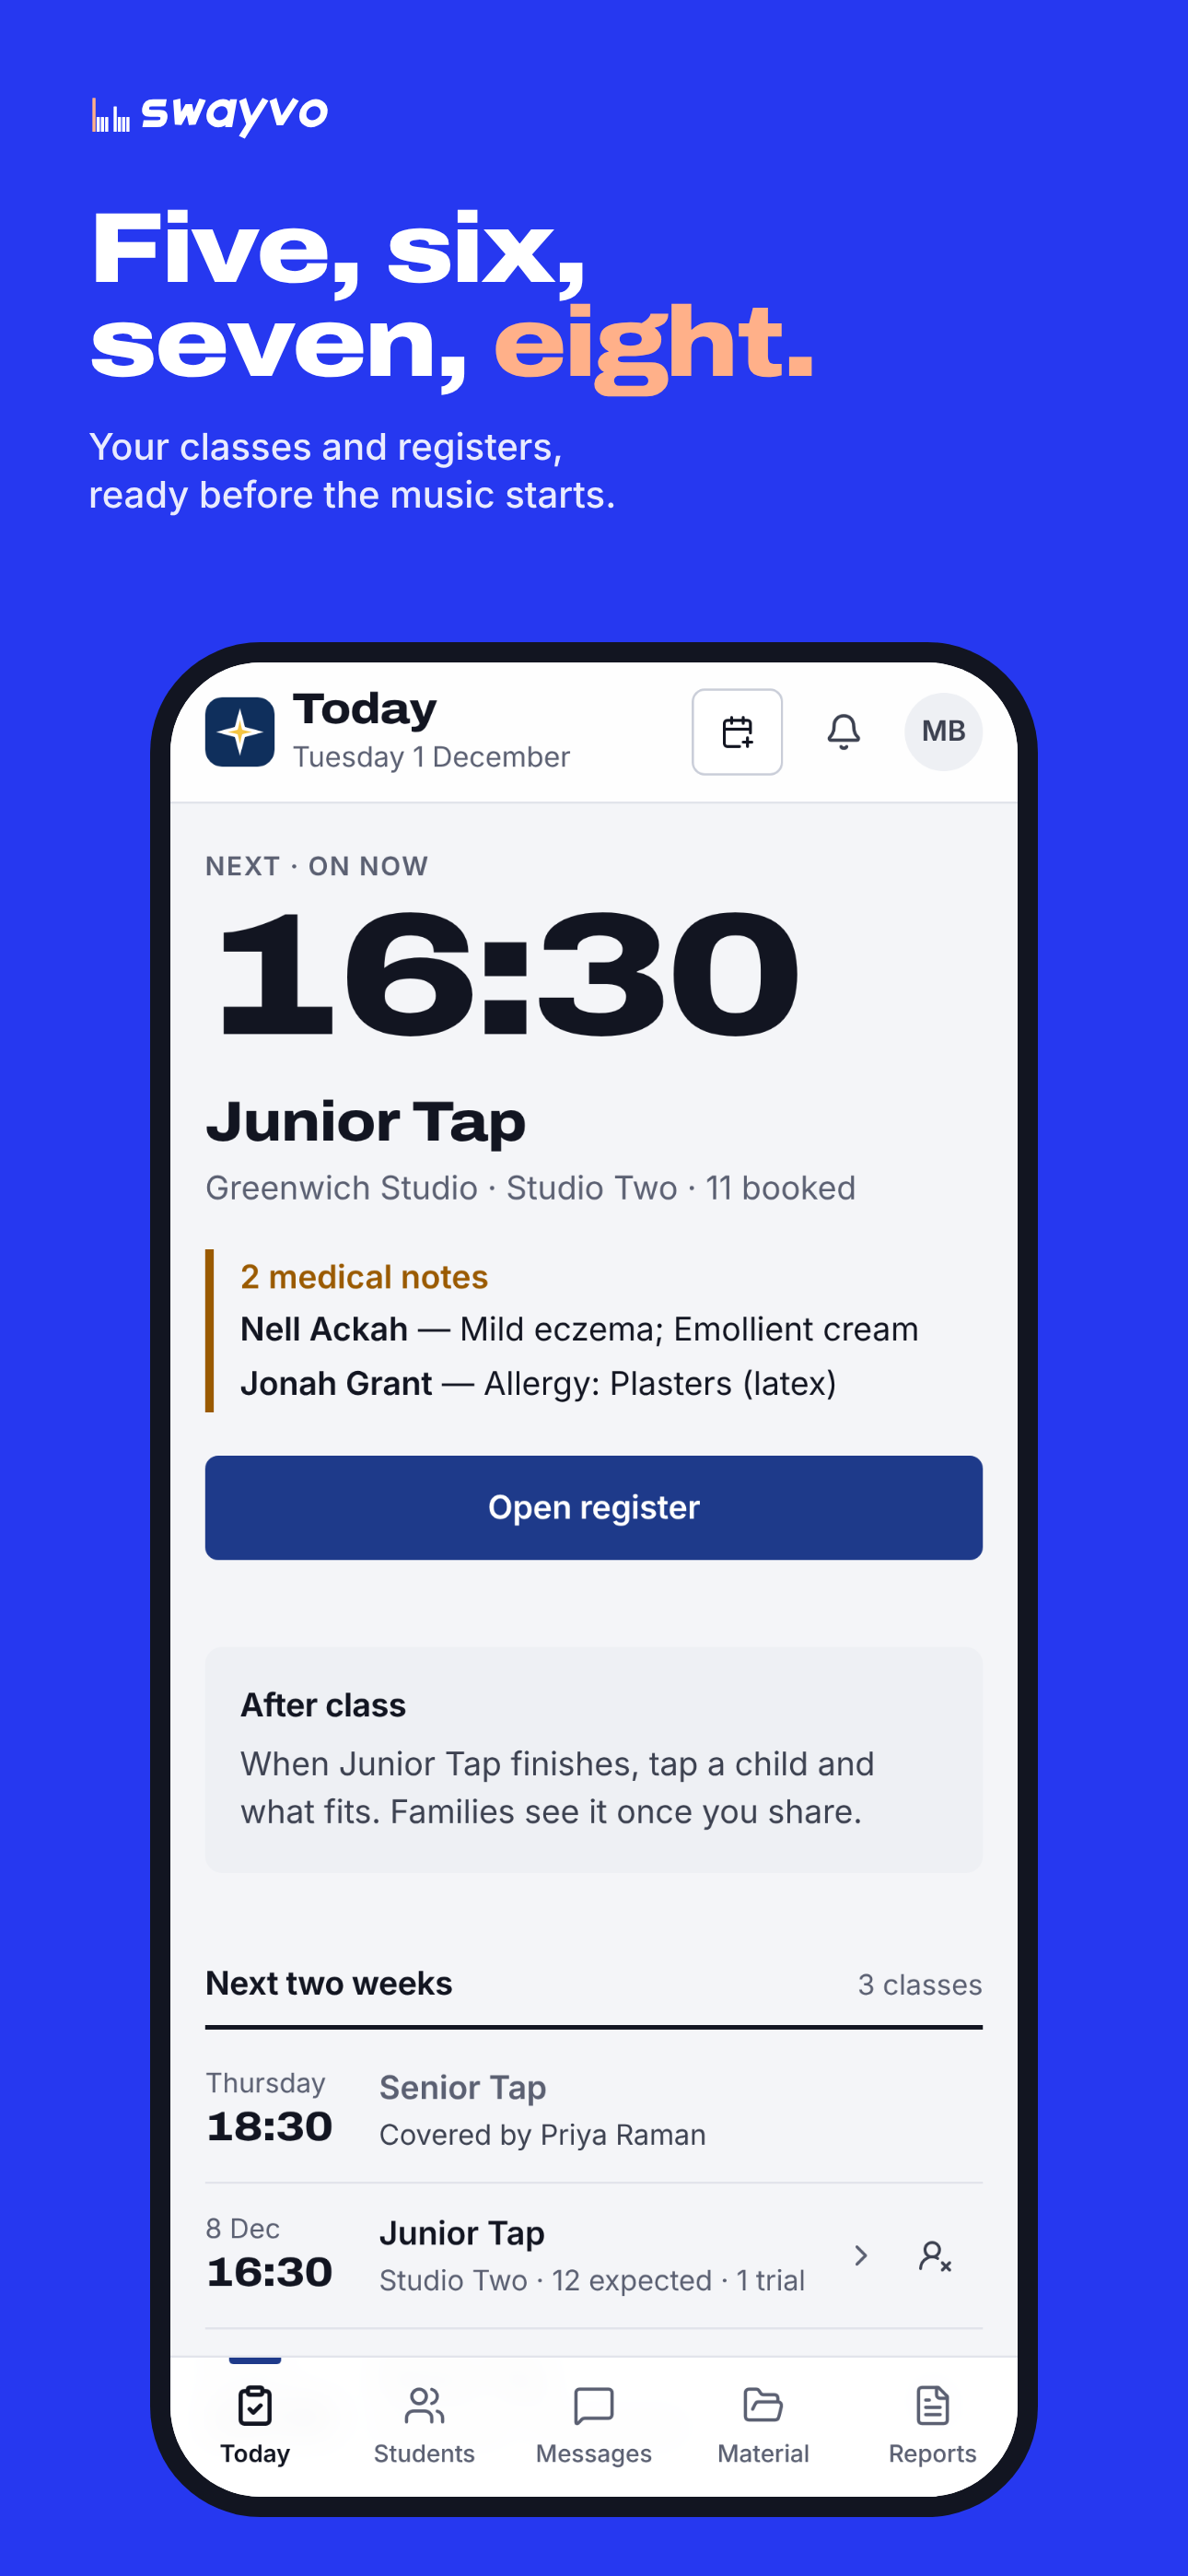 swayvo
Five, six,
seven, eight.
Your classes and registers,
ready before the music starts.
Today
Tuesday 1 December
MB
NEXT · ON NOW
16:30
Junior Tap
Greenwich Studio · Studio Two · 11 booked
2 medical notes
Nell Ackah — Mild eczema; Emollient cream
Jonah Grant — Allergy: Plasters (latex)
Open register
After class
When Junior Tap finishes, tap a child and
what fits. Families see it once you share.
Next two weeks
3 classes
Thursday
18:30
Senior Tap
Covered by Priya Raman
8 Dec
16:30
Junior Tap
Studio Two · 12 expected · 1 trial
Today
Students
Messages
Material
Reports